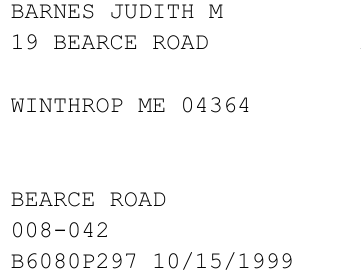 BARNES JUDITH M
19 BEARCE ROAD
WINTHROP ME 04364
BEARCE ROAD
008-042
B6080P297 10/15/1999